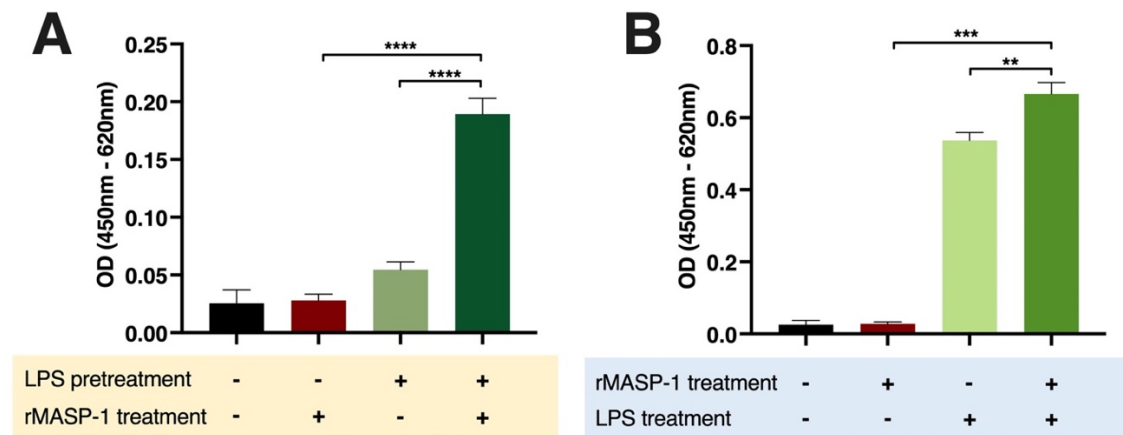 A
OD (450nm - 620nm)
0.25
0.20
0.15
0.10
0.05
0.00
****
****
LPS pretreatment - - + +
rMASP-1 treatment - + - +
B
OD (450nm - 620nm)
0.8
0.6
0.4
0.2
0.0
***
**
rMASP-1 treatment - + - +
LPS treatment - - + +